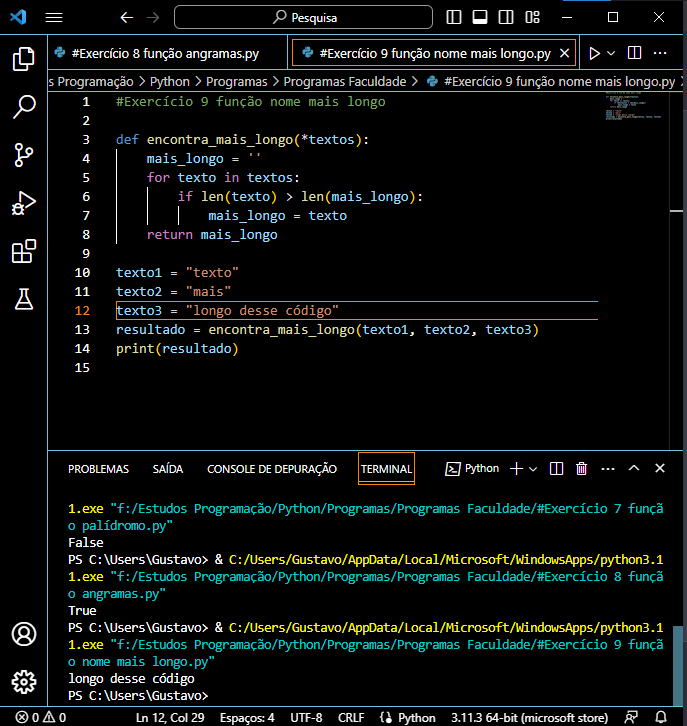 Pesquisa
#Exercício 8 função angramas.py
#Exercício 9 função nome mais longo.py
s Programação > Python > Programas > Programas Faculdade > #Exercício 9 função nome mais longo.py >
1 #Exercício 9 função nome mais longo
2
3 def encontra_mais_longo(*textos):
4 mais_longo = ''
5 for texto in textos:
6 if len(texto) > len(mais_longo):
7 mais_longo = texto
8 return mais_longo
9
10 texto1 = "texto"
11 texto2 = "mais"
12 texto3 = "longo desse código"
13 resultado = encontra_mais_longo(texto1, texto2, texto3)
14 print(resultado)
15
PROBLEMAS SAÍDA CONSOLE DE DEPURAÇÃO TERMINAL Python
1.exe "f:/Estudos Programação/Python/Programas/Programas Faculdade/#Exercício 7 funçã
o palídromo.py"
False
PS C:\Users\Gustavo> & C:/Users/Gustavo/AppData/Local/Microsoft/WindowsApps/python3.1
1.exe "f:/Estudos Programação/Python/Programas/Programas Faculdade/#Exercício 8 funçã
o angramas.py"
True
PS C:\Users\Gustavo> & C:/Users/Gustavo/AppData/Local/Microsoft/WindowsApps/python3.1
1.exe "f:/Estudos Programação/Python/Programas/Programas Faculdade/#Exercício 9 funçã
o nome mais longo.py"
longo desse código
PS C:\Users\Gustavo>
0 0 Ln 12, Col 29 Espaços: 4 UTF-8 CRLF Python 3.11.3 64-bit (microsoft store)